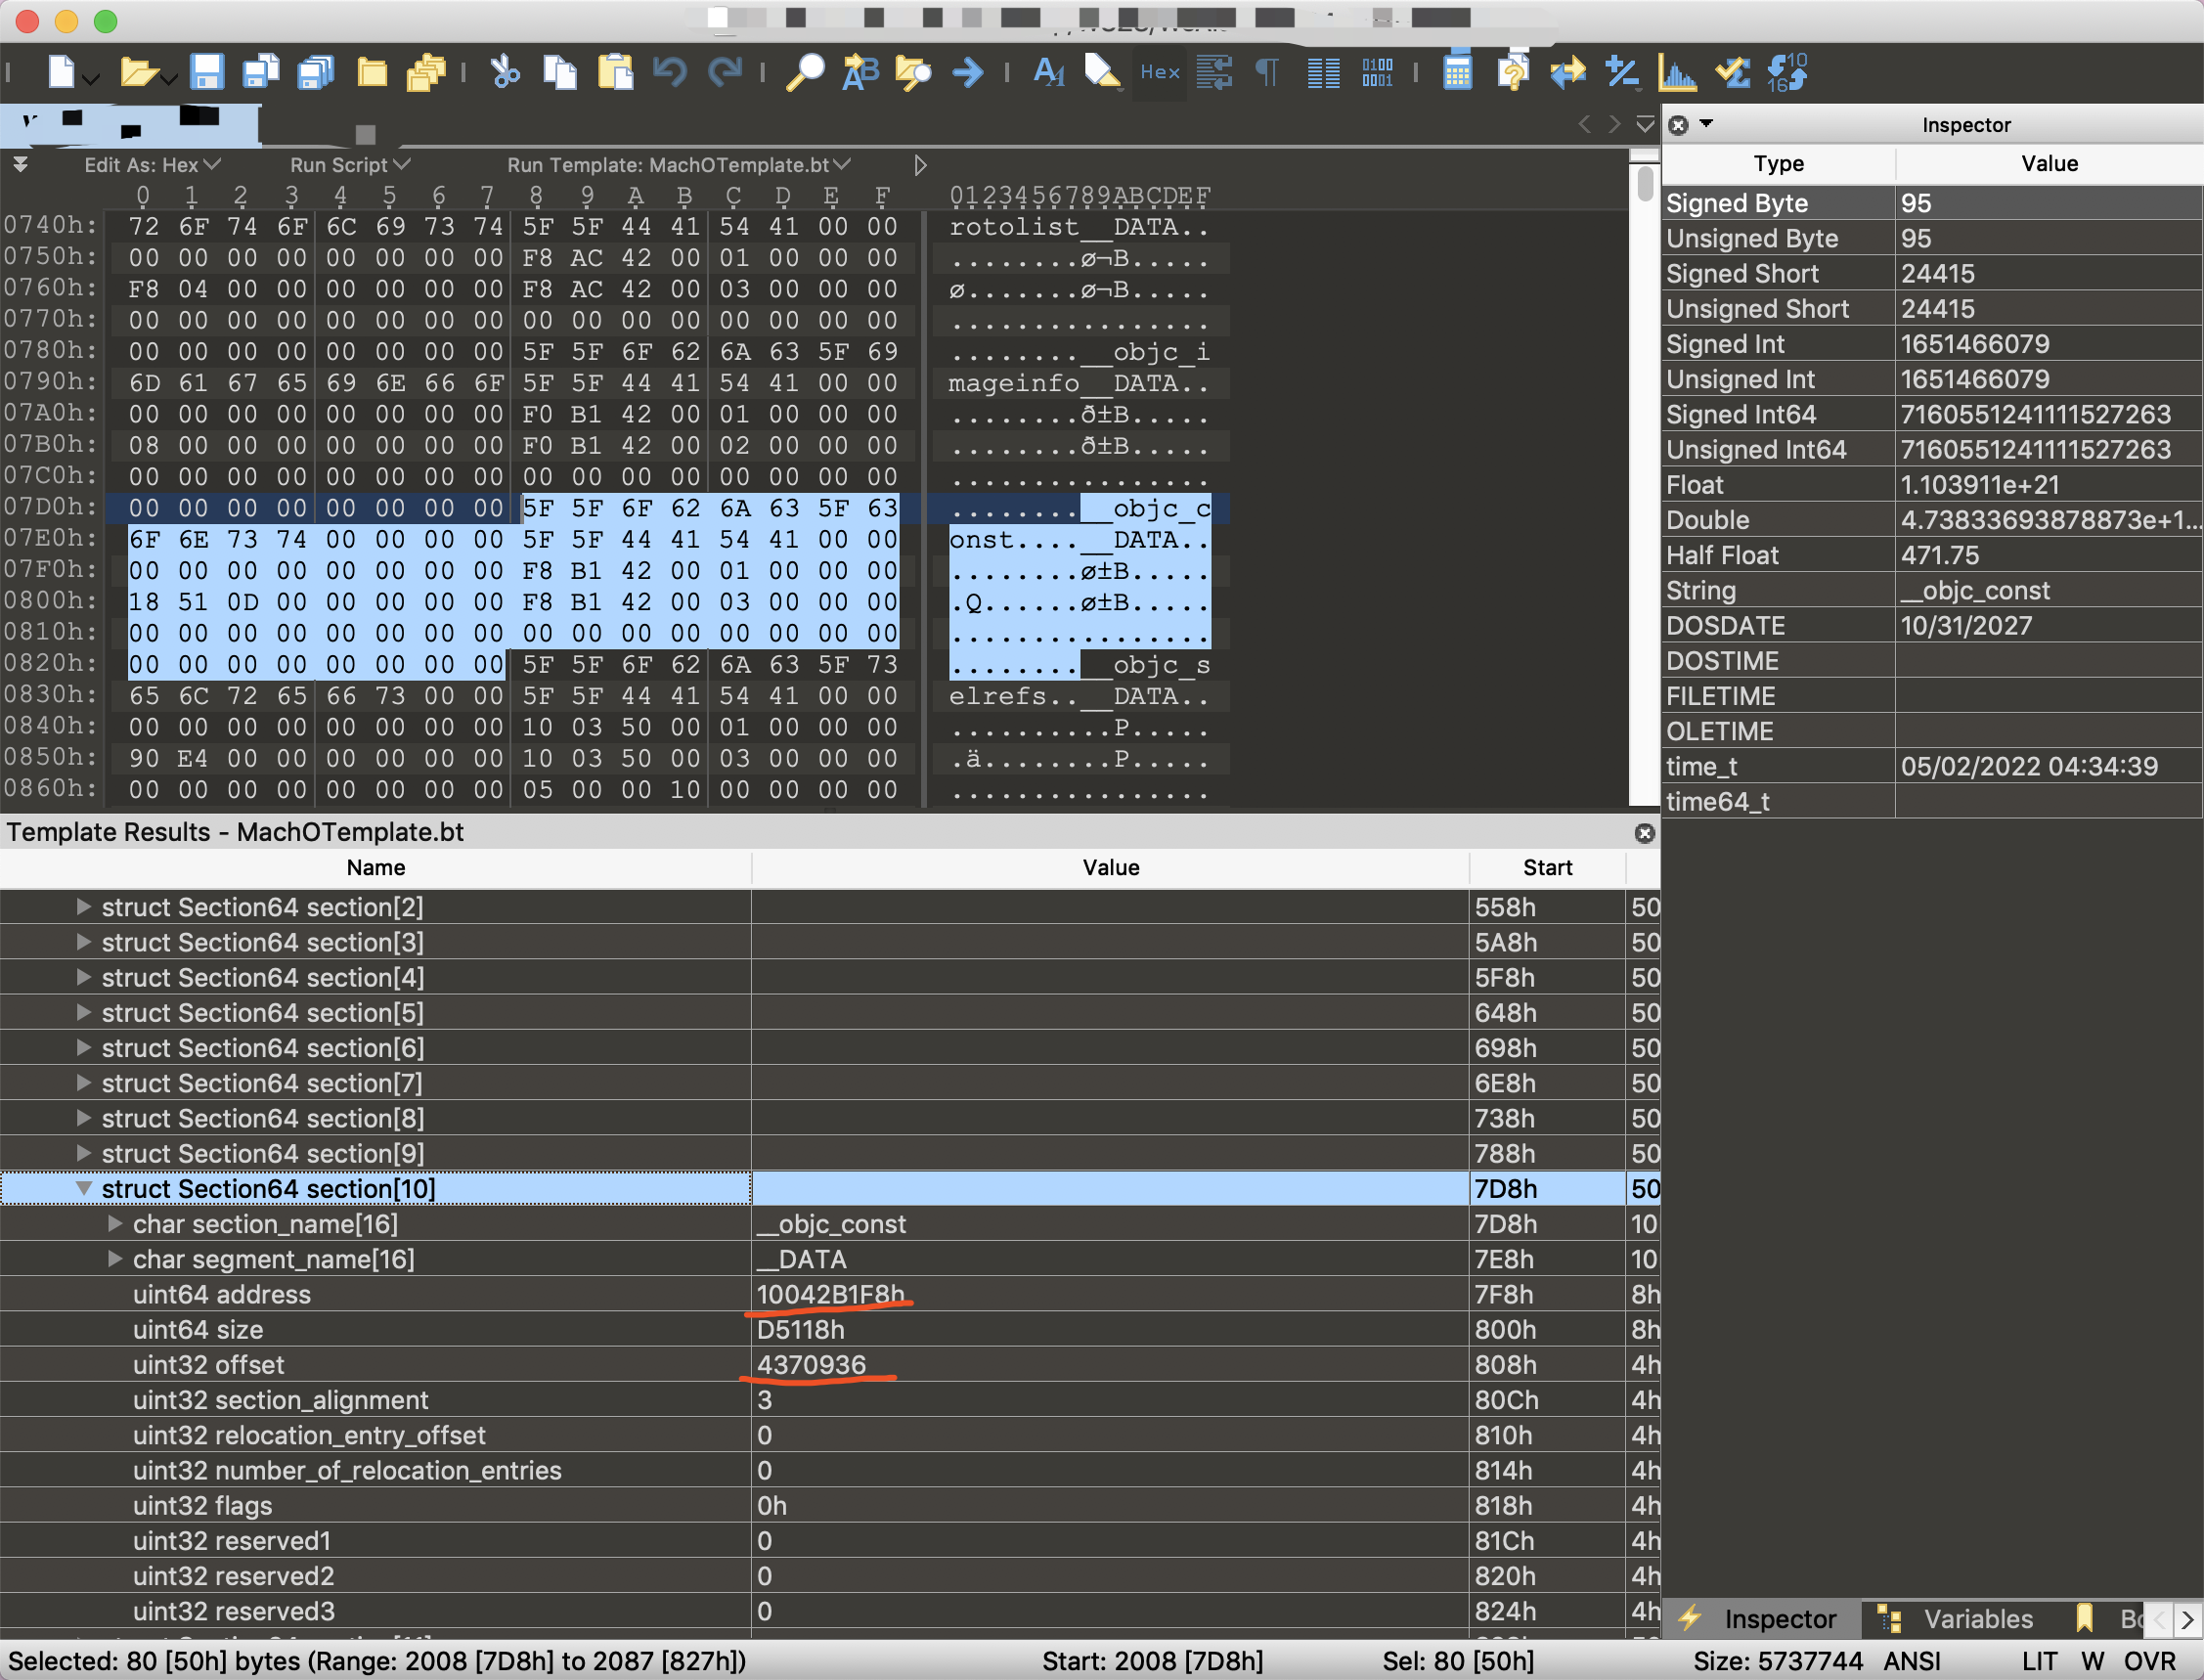 Hex
Inspector
Type Value
Edit As: Hex Run Script Run Template: MachOTemplate.bt
0 1 2 3 4 5 6 7 8 9 A B C D E F 0123456789ABCDEF
0740h: 72 6F 74 6F 6C 69 73 74 5F 5F 44 41 54 41 00 00 rotolist__DATA..
0750h: 00 00 00 00 00 00 00 00 F8 AC 42 00 01 00 00 00 ........ø¬B.....
0760h: F8 04 00 00 00 00 00 00 F8 AC 42 00 03 00 00 00 ø.......ø¬B.....
0770h: 00 00 00 00 00 00 00 00 00 00 00 00 00 00 00 00 ................
0780h: 00 00 00 00 00 00 00 00 5F 5F 6F 62 6A 63 5F 69 ........__objc_i
0790h: 6D 61 67 65 69 6E 66 6F 5F 5F 44 41 54 41 00 00 mageinfo__DATA..
07A0h: 00 00 00 00 00 00 00 00 F0 B1 42 00 01 00 00 00 ........ð±B.....
07B0h: 08 00 00 00 00 00 00 00 F0 B1 42 00 02 00 00 00 ........ð±B.....
07C0h: 00 00 00 00 00 00 00 00 00 00 00 00 00 00 00 00 ................
07D0h: 00 00 00 00 00 00 00 00 5F 5F 6F 62 6A 63 5F 63 ........__objc_c
07E0h: 6F 6E 73 74 00 00 00 00 5F 5F 44 41 54 41 00 00 onst....__DATA..
07F0h: 00 00 00 00 00 00 00 00 F8 B1 42 00 01 00 00 00 ........ø±B.....
0800h: 18 51 0D 00 00 00 00 00 F8 B1 42 00 03 00 00 00 .Q......ø±B.....
0810h: 00 00 00 00 00 00 00 00 00 00 00 00 00 00 00 00 ................
0820h: 00 00 00 00 00 00 00 00 5F 5F 6F 62 6A 63 5F 73 ........__objc_s
0830h: 65 6C 72 65 66 73 00 00 5F 5F 44 41 54 41 00 00 elrefs..__DATA..
0840h: 00 00 00 00 00 00 00 00 10 03 50 00 01 00 00 00 ..........P.....
0850h: 90 E4 00 00 00 00 00 00 10 03 50 00 03 00 00 00 .ä........P.....
0860h: 00 00 00 00 00 00 00 00 05 00 00 10 00 00 00 00 ................
Signed Byte 95
Unsigned Byte 95
Signed Short 24415
Unsigned Short 24415
Signed Int 1651466079
Unsigned Int 1651466079
Signed Int64 7160551241111527263
Unsigned Int64 7160551241111527263
Float 1.103911e+21
Double 4.73833693878873e+1...
Half Float 471.75
String __objc_const
DOSDATE 10/31/2027
DOSTIME
FILETIME
OLETIME
time_t 05/02/2022 04:34:39
time64_t
Template Results - MachOTemplate.bt
Name Value Start
struct Section64 section[2] 558h 50
struct Section64 section[3] 5A8h 50
struct Section64 section[4] 5F8h 50
struct Section64 section[5] 648h 50
struct Section64 section[6] 698h 50
struct Section64 section[7] 6E8h 50
struct Section64 section[8] 738h 50
struct Section64 section[9] 788h 50
struct Section64 section[10] 7D8h 50
char section_name[16] __objc_const 7D8h 10
char segment_name[16] __DATA 7E8h 10
uint64 address 10042B1F8h 7F8h 8h
uint64 size D5118h 800h 8h
uint32 offset 4370936 808h 4h
uint32 section_alignment 3 80Ch 4h
uint32 relocation_entry_offset 0 810h 4h
uint32 number_of_relocation_entries 0 814h 4h
uint32 flags 0h 818h 4h
uint32 reserved1 0 81Ch 4h
uint32 reserved2 0 820h 4h
uint32 reserved3 0 824h 4h
Inspector Variables
Selected: 80 [50h] bytes (Range: 2008 [7D8h] to 2087 [827h]) Start: 2008 [7D8h] Sel: 80 [50h] Size: 5737744 ANSI LIT W OVR